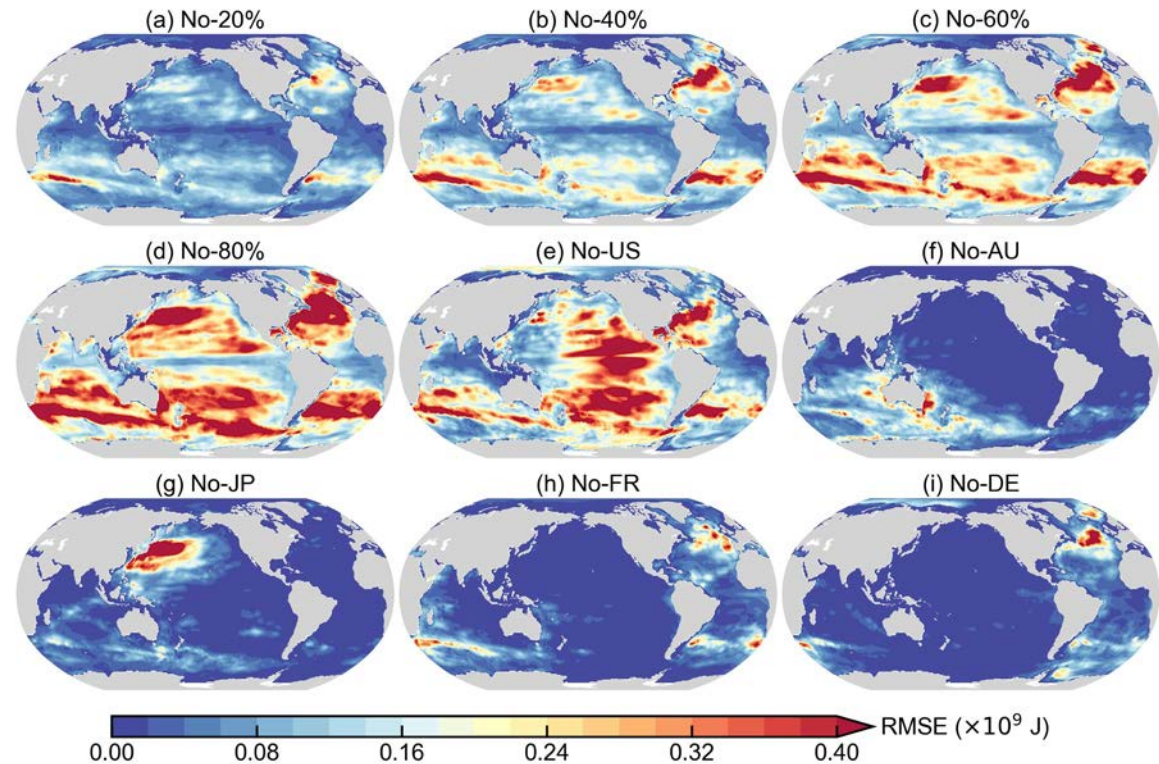 (a) No-20%
(b) No-40%
(c) No-60%
(d) No-80%
(e) No-US
(f) No-AU
(g) No-JP
(h) No-FR
(i) No-DE
RMSE (×10⁹ J)
0.00 0.08 0.16 0.24 0.32 0.40